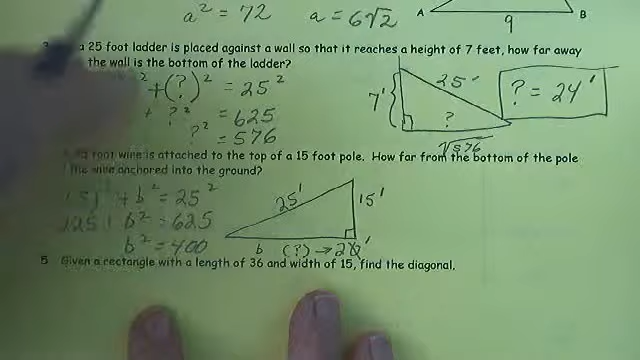 a² = 72 a = 6√2
A 9 B
a 25 foot ladder is placed against a wall so that it reaches a height of 7 feet, how far away
the wall is the bottom of the ladder?
² + (?)² = 25²
+ ?² = 625
?² = 576
7' 25' ? √576
? = 24'
foot wire is attached to the top of a 15 foot pole. How far from the bottom of the pole
the wire anchored into the ground?
+ b² = 25²
b² = 625
b² = 400
25' 15'
b (?) →
5 Given a rectangle with a length of 36 and width of 15, find the diagonal.